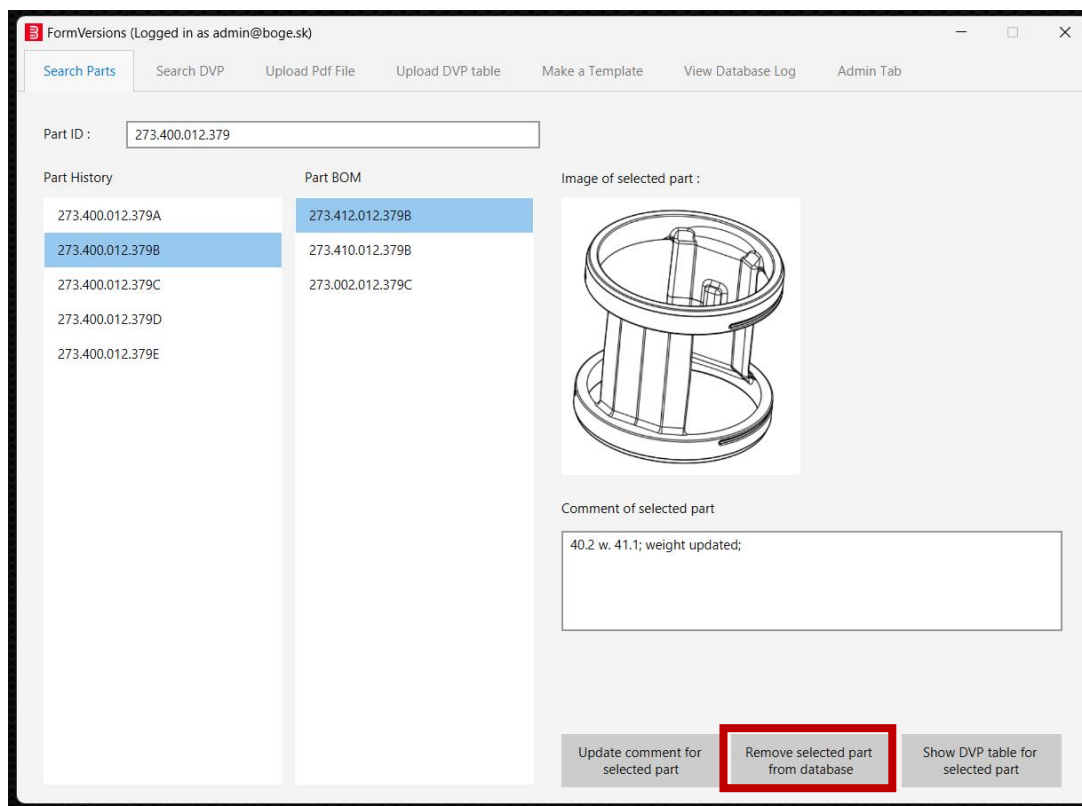 FormVersions (Logged in as admin@boge.sk)
Search Parts
Search DVP
Upload Pdf File
Upload DVP table
Make a Template
View Database Log
Admin Tab
Part ID :
273.400.012.379
Part History
Part BOM
Image of selected part :
273.400.012.379A
273.400.012.379B
273.400.012.379C
273.400.012.379D
273.400.012.379E
273.412.012.379B
273.410.012.379B
273.002.012.379C
Comment of selected part
40.2 w. 41.1; weight updated;
Update comment for
selected part
Remove selected part
from database
Show DVP table for
selected part